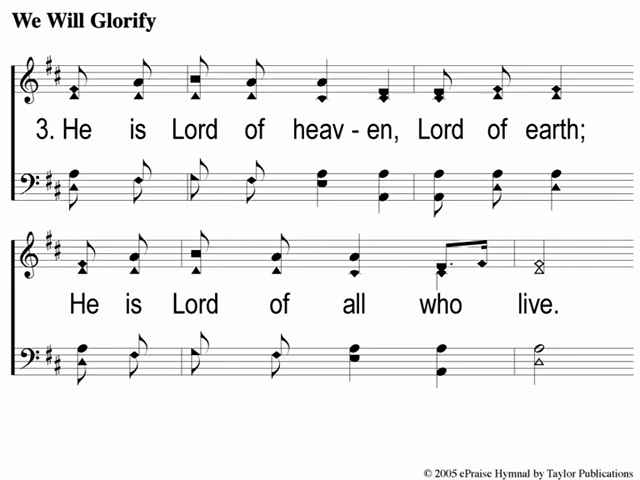 We Will Glorify
3. He is Lord of heav - en, Lord of earth;
He is Lord of all who live.
© 2005 ePraise Hymnal by Taylor Publications